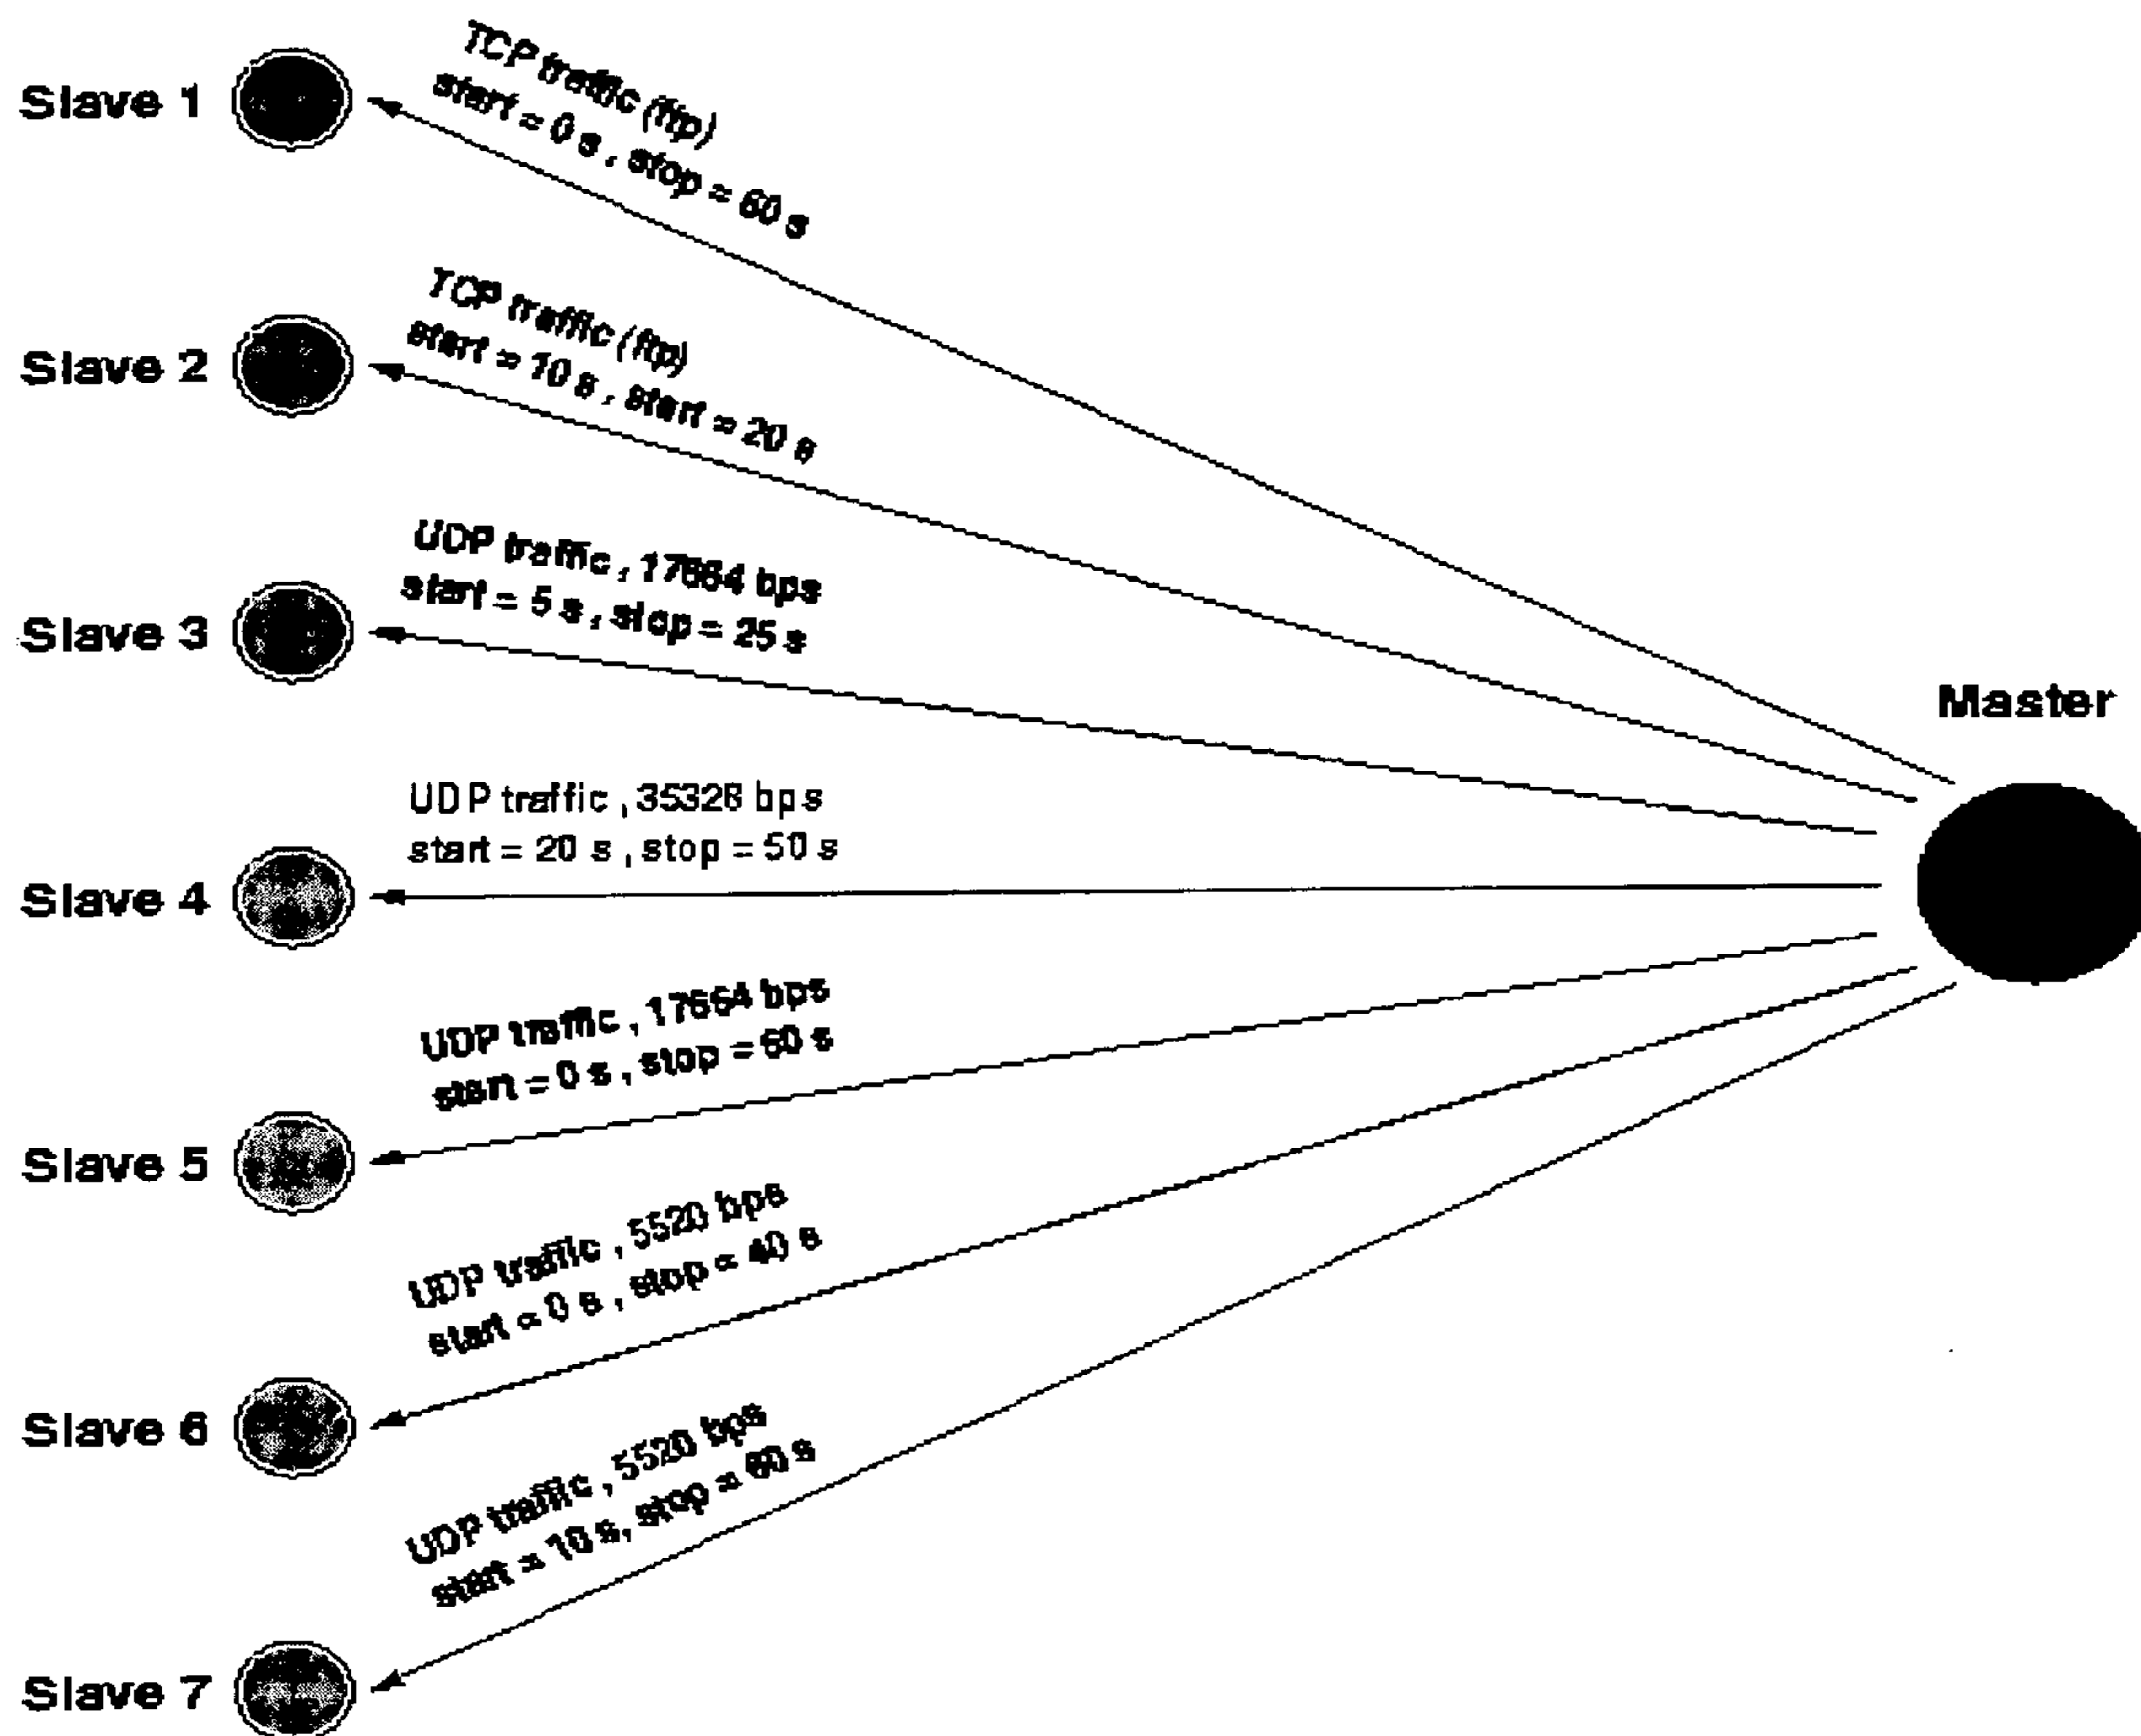 Slave 1
TCP traffic (ftp)
start = 0 s, stop = 60 s
Slave 2
TCP traffic (ftp)
start = 10 s, start = 20 s
Slave 3
UDP traffic, 17664 bps
start = 5 s, stop = 25 s
Master
UDP traffic, 35328 bps
start = 20 s, stop = 50 s
Slave 4
UDP traffic, 17664 bps
start = 0 s, stop = 60 s
Slave 5
UDP traffic, 5520 bps
start = 0 s, stop = 40 s
Slave 6
UDP traffic, 5520 bps
start = 10 s, stop = 60 s
Slave 7